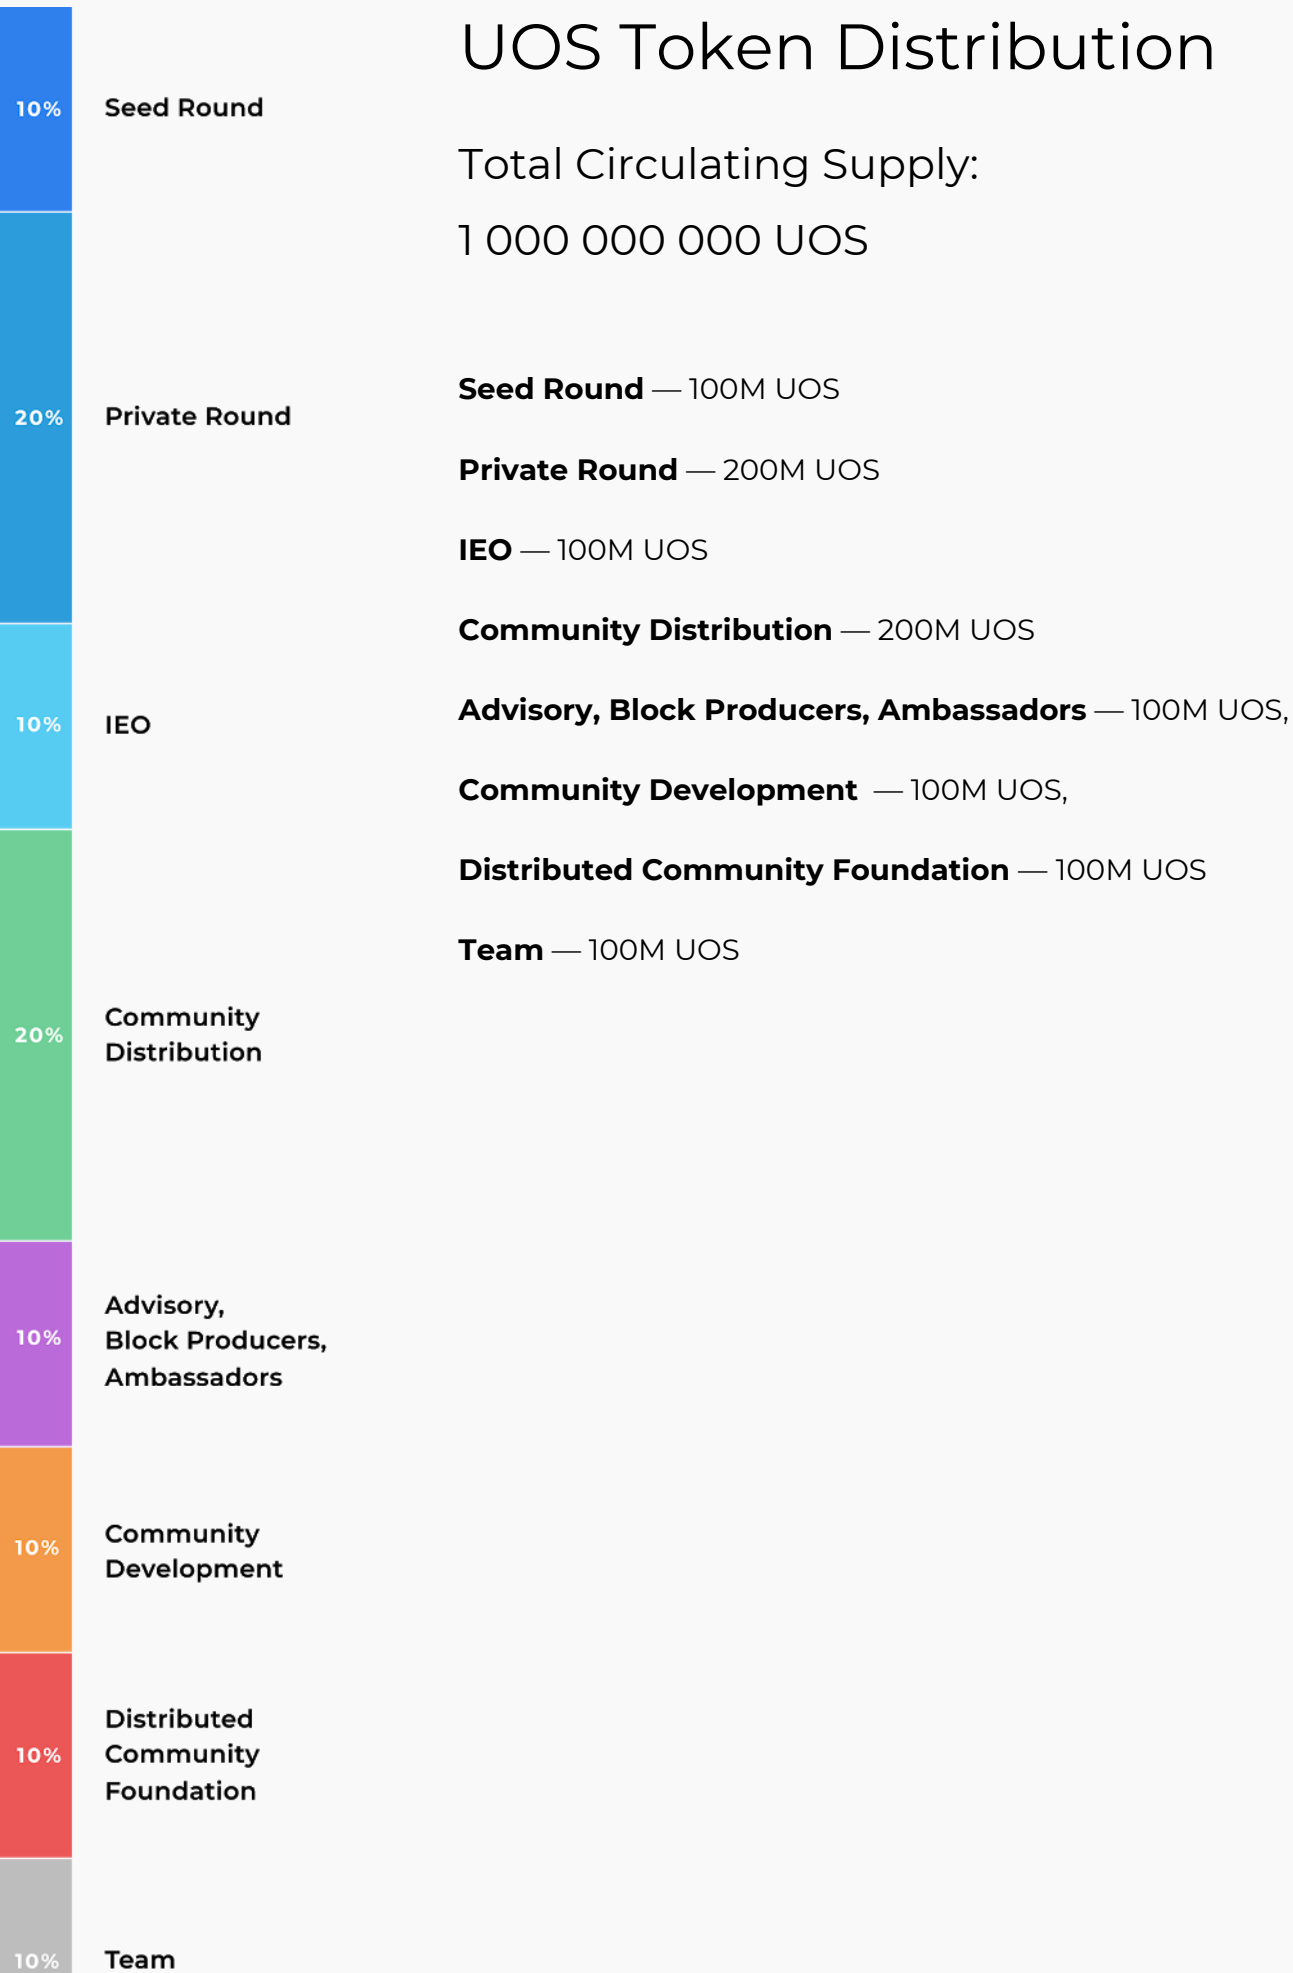 UOS Token Distribution
Total Circulating Supply:
1 000 000 000 UOS
Seed Round — 100M UOS
Private Round — 200M UOS
IEO — 100M UOS
Community Distribution — 200M UOS
Advisory, Block Producers, Ambassadors — 100M UOS,
Community Development — 100M UOS,
Distributed Community Foundation — 100M UOS
Team — 100M UOS
10% Seed Round
20% Private Round
10% IEO
20% Community
Distribution
Advisory,
10% Block Producers,
Ambassadors
10% Community
Development
Distributed
10% Community
Foundation
10% Team